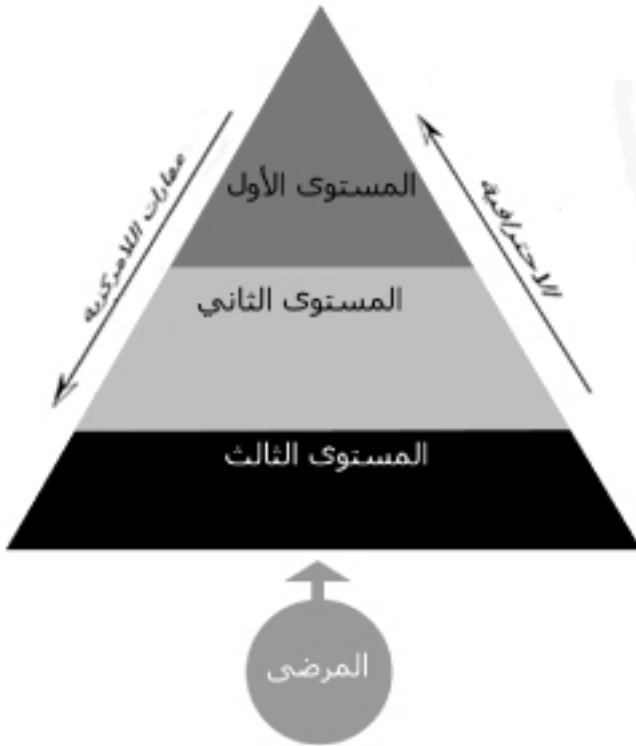 المستوى الأول
الاحترافية
مهارات اللامركزية
المستوى الثاني
المستوى الثالث
المرضى